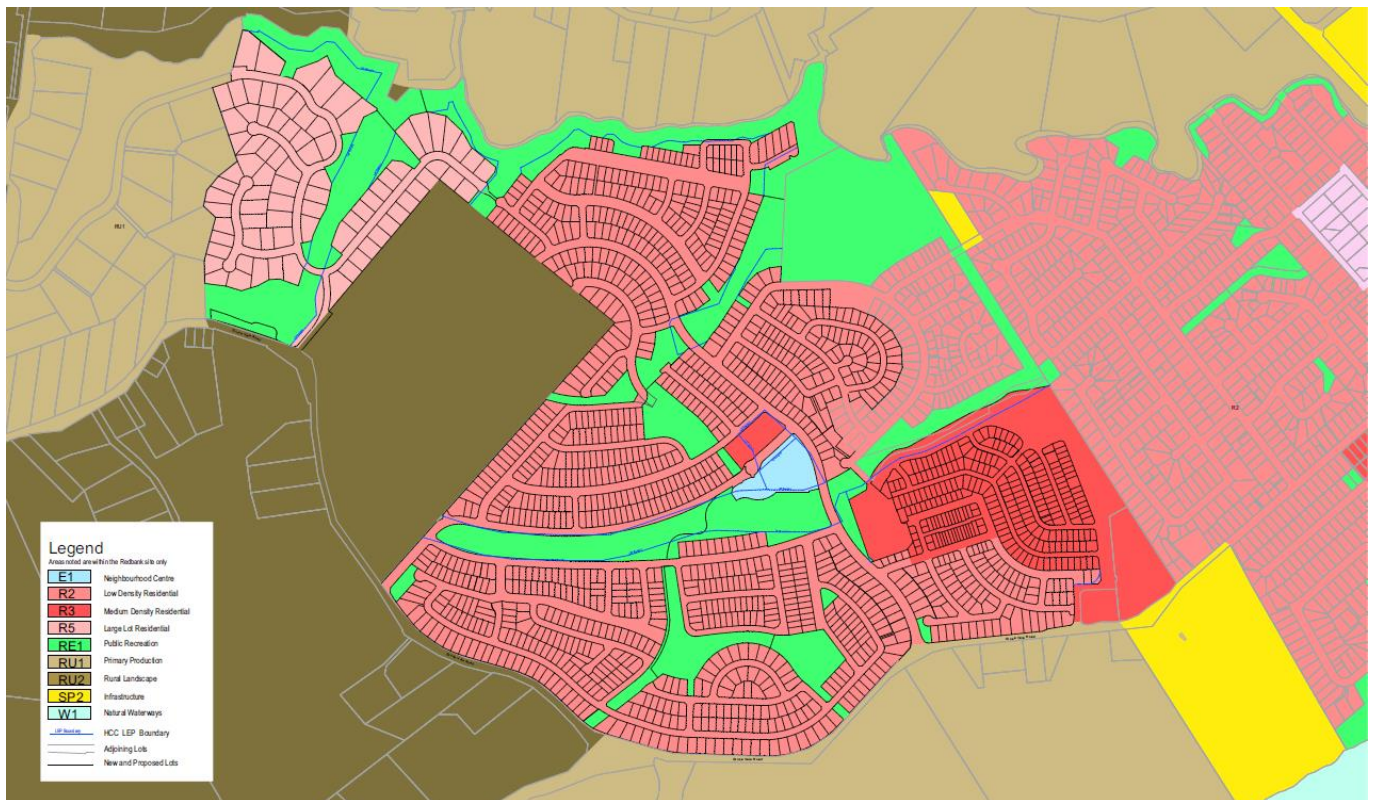 RU1
R2
Legend
Areas noted are within the Redbank site only
E1 Neighbourhood Centre
R2 Low Density Residential
R3 Medium Density Residential
R5 Large Lot Residential
RE1 Public Recreation
RU1 Primary Production
RU2 Rural Landscape
SP2 Infrastructure
W1 Natural Waterways
LEP Boundary HCC LEP Boundary
Adjoining Lots
New and Proposed Lots